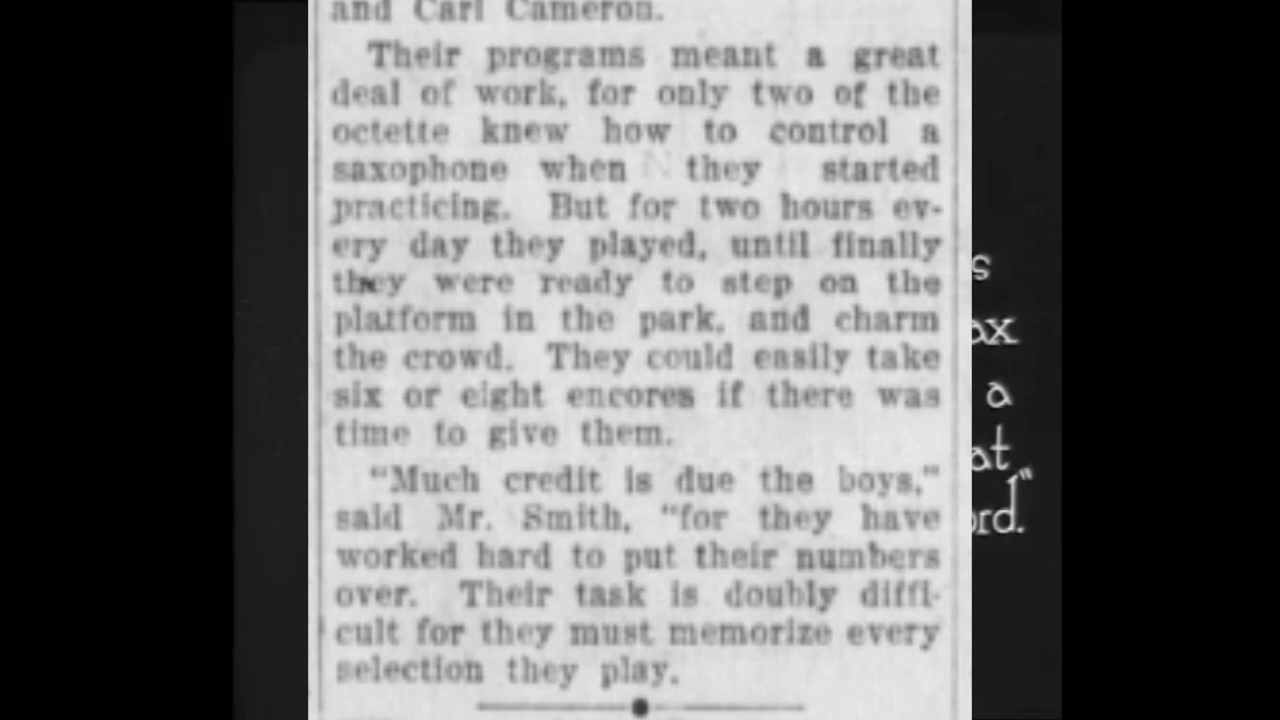 and Carl Cameron.
Their programs meant a great
deal of work, for only two of the
octette knew how to control a
saxophone when they started
practicing. But for two hours ev-
ery day they played, until finally
they were ready to step on the
platform in the park, and charm
the crowd. They could easily take
six or eight encores if there was
time to give them.
"Much credit is due the boys,"
said Mr. Smith, "for they have
worked hard to put their numbers
over. Their task is doubly diffi-
cult for they must memorize every
selection they play.
a